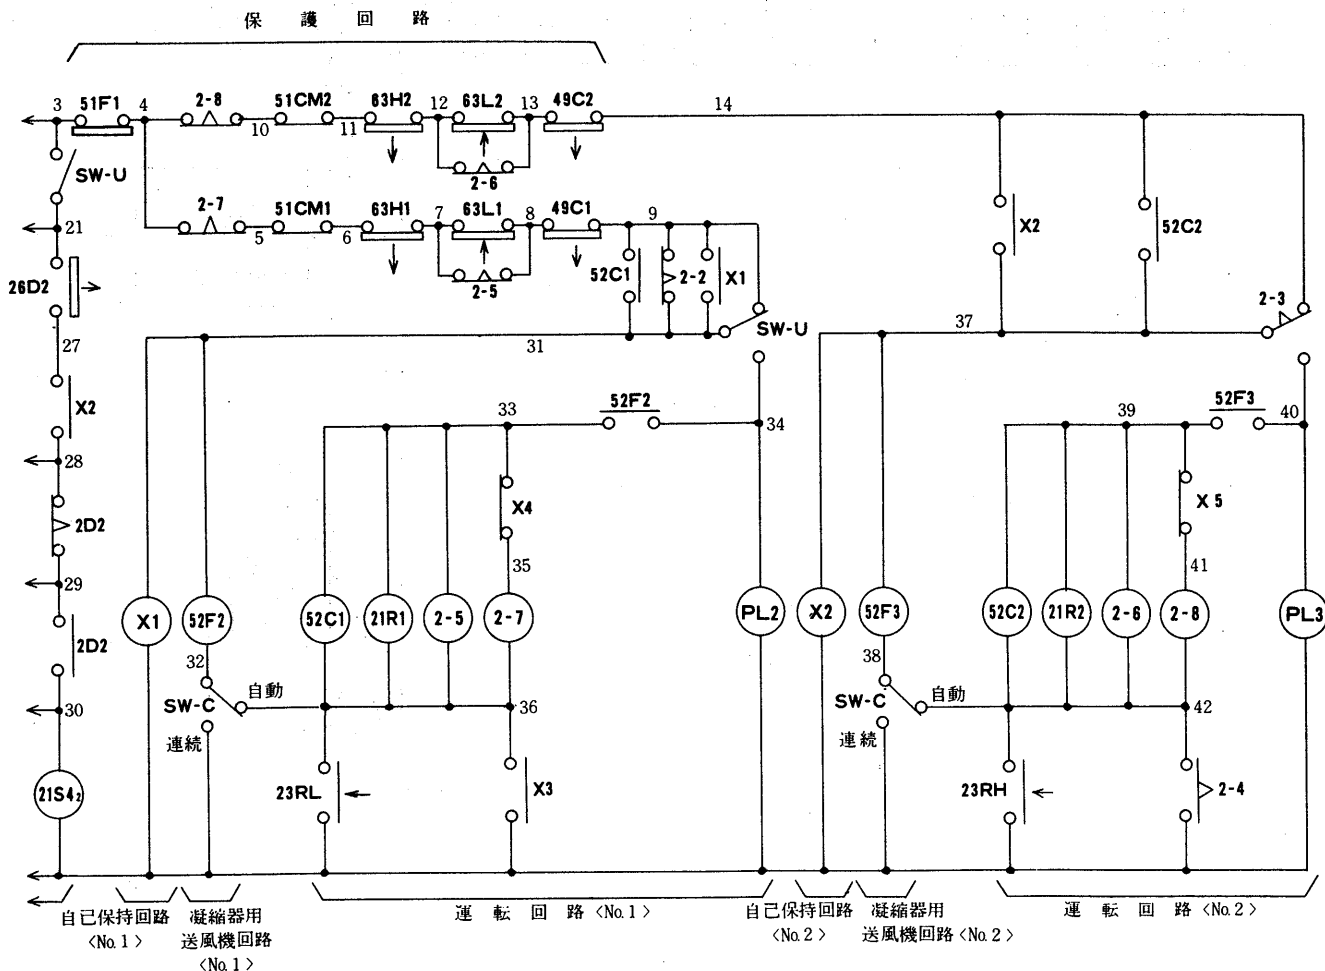 保護回路
3
51F1
4
2-8
10
51CM2
11
63H2
12
63L2
13
49C2
14
2-6
SW-U
21
2-7
5
51CM1
6
63H1
7
63L1
8
49C1
9
2-5
52C1
2-2
X1
SW-U
X2
52C2
2-3
26D2
27
31
37
X2
28
33
52F2
34
39
52F3
40
2D2
X4
X5
29
35
41
2D2
X1
52F2
52C1
21R1
2-5
2-7
PL2
X2
52F3
52C2
21R2
2-6
2-8
PL3
32
38
SW-C
自動
36
SW-C
自動
42
30
連続
連続
21S4₂
23RL
X3
23RH
2-4
自己保持回路
〈No.1〉
凝縮器用
送風機回路
〈No.1〉
運転回路〈No.1〉
自己保持回路
〈No.2〉
凝縮器用
送風機回路〈No.2〉
運転回路〈No.2〉